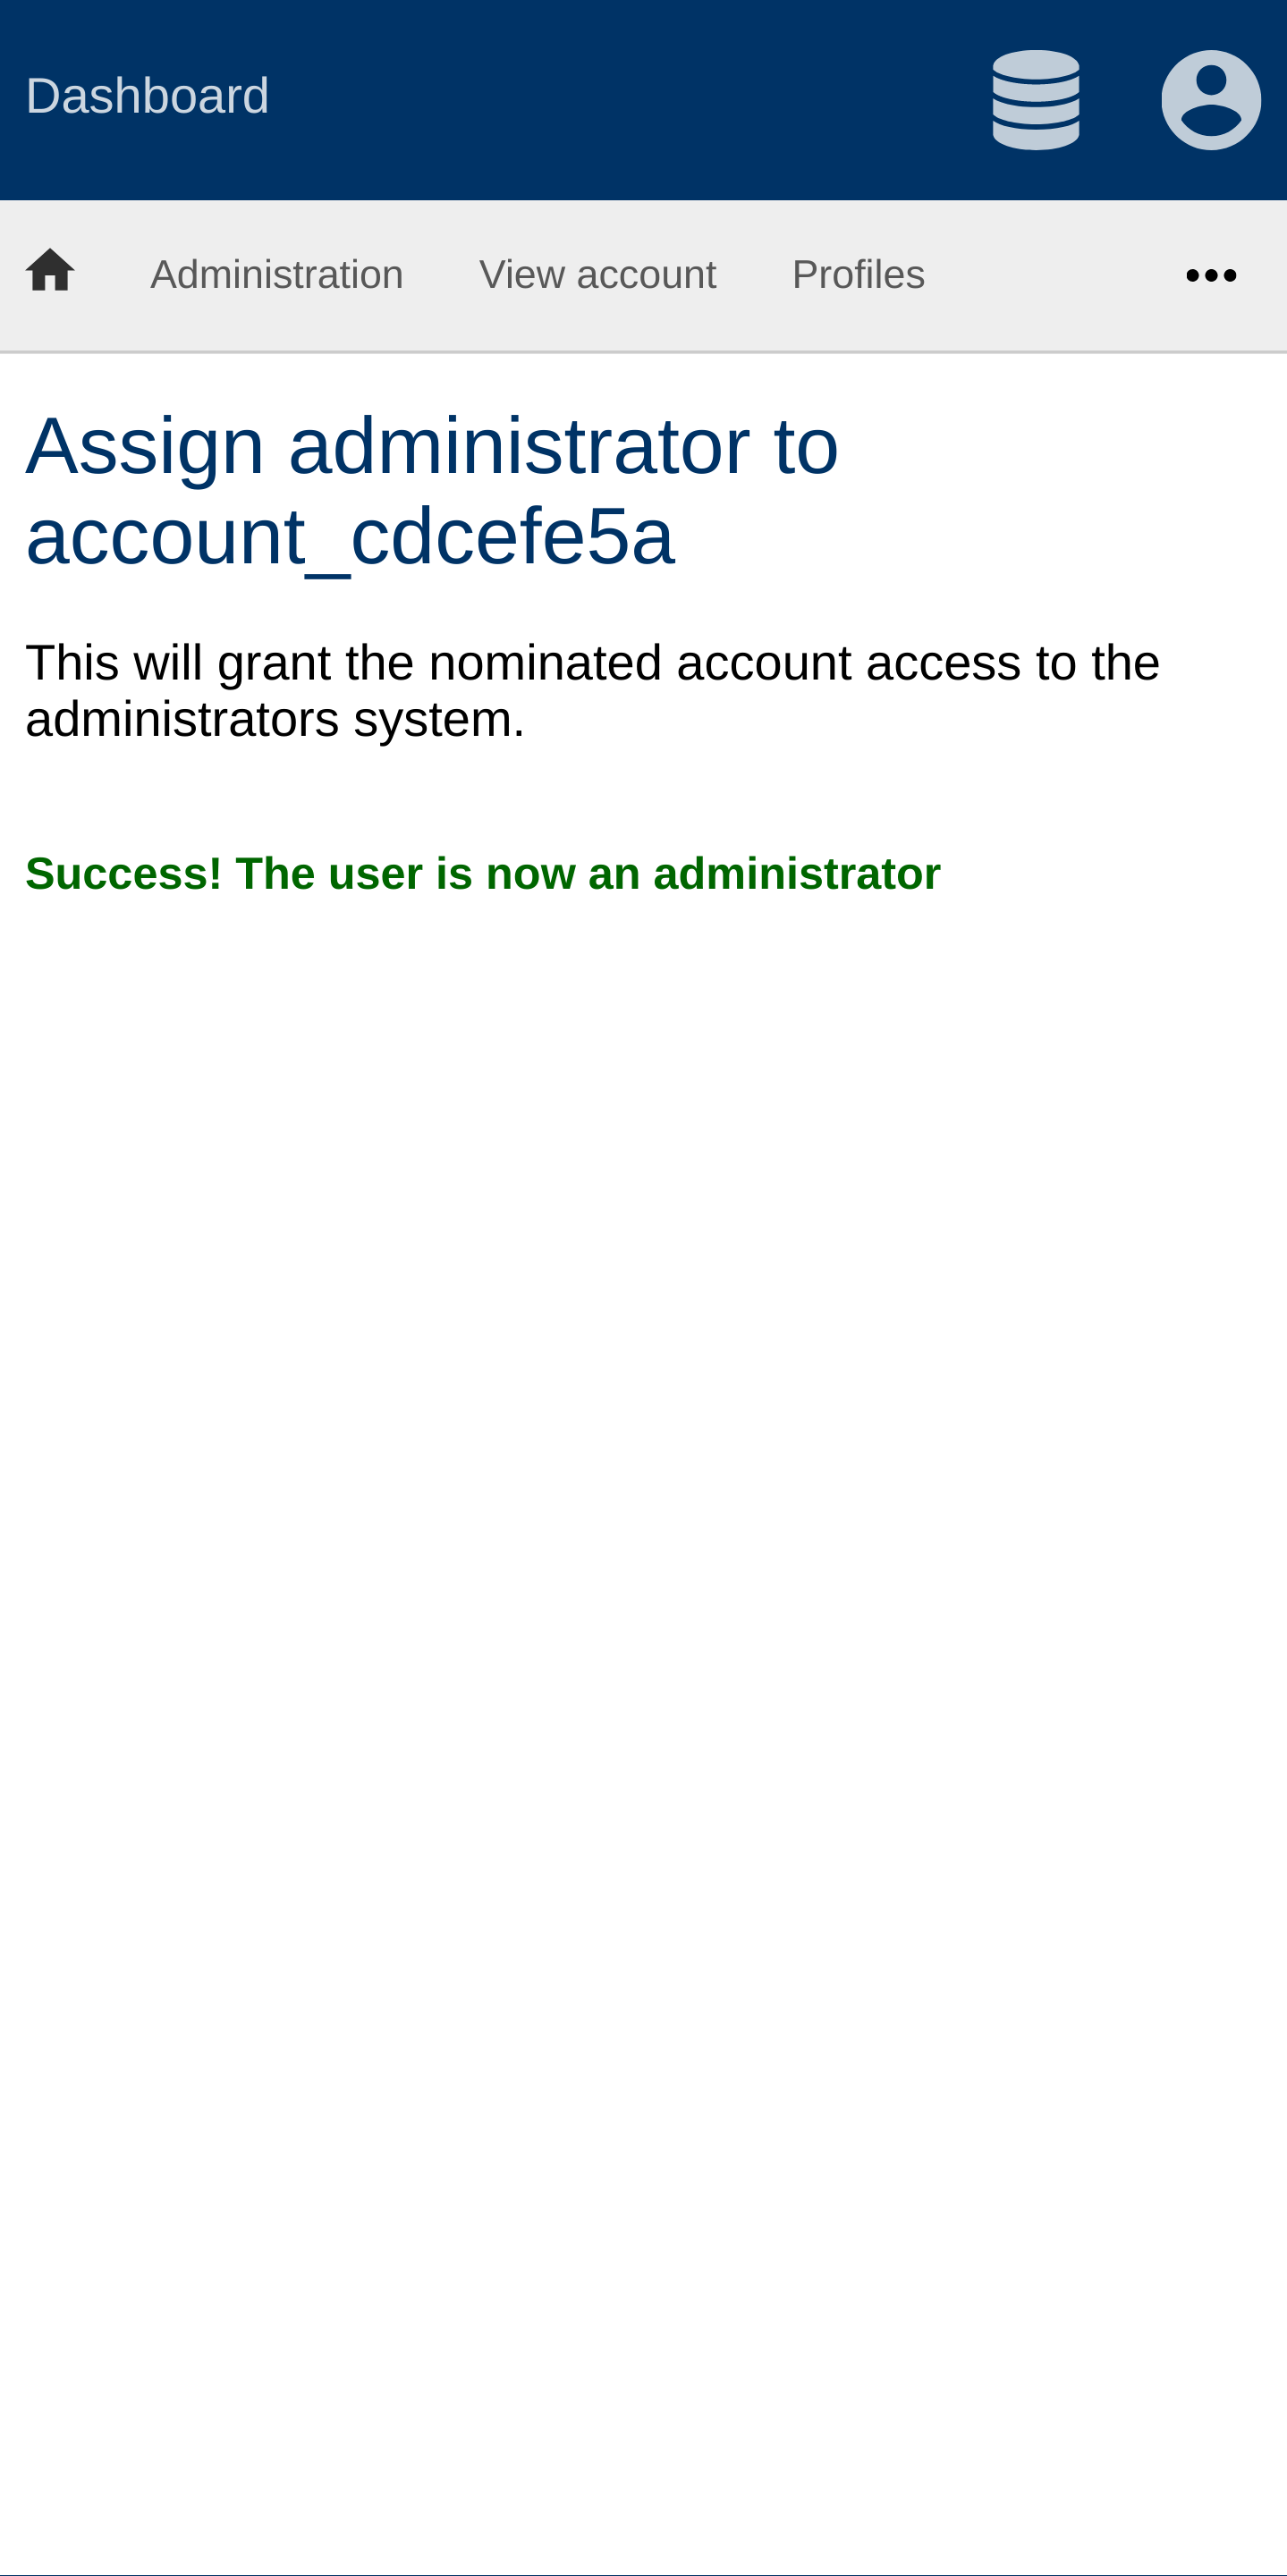 Dashboard
Administration View account Profiles
Assign administrator to
account_cdcefe5a
This will grant the nominated account access to the
administrators system.
Success! The user is now an administrator